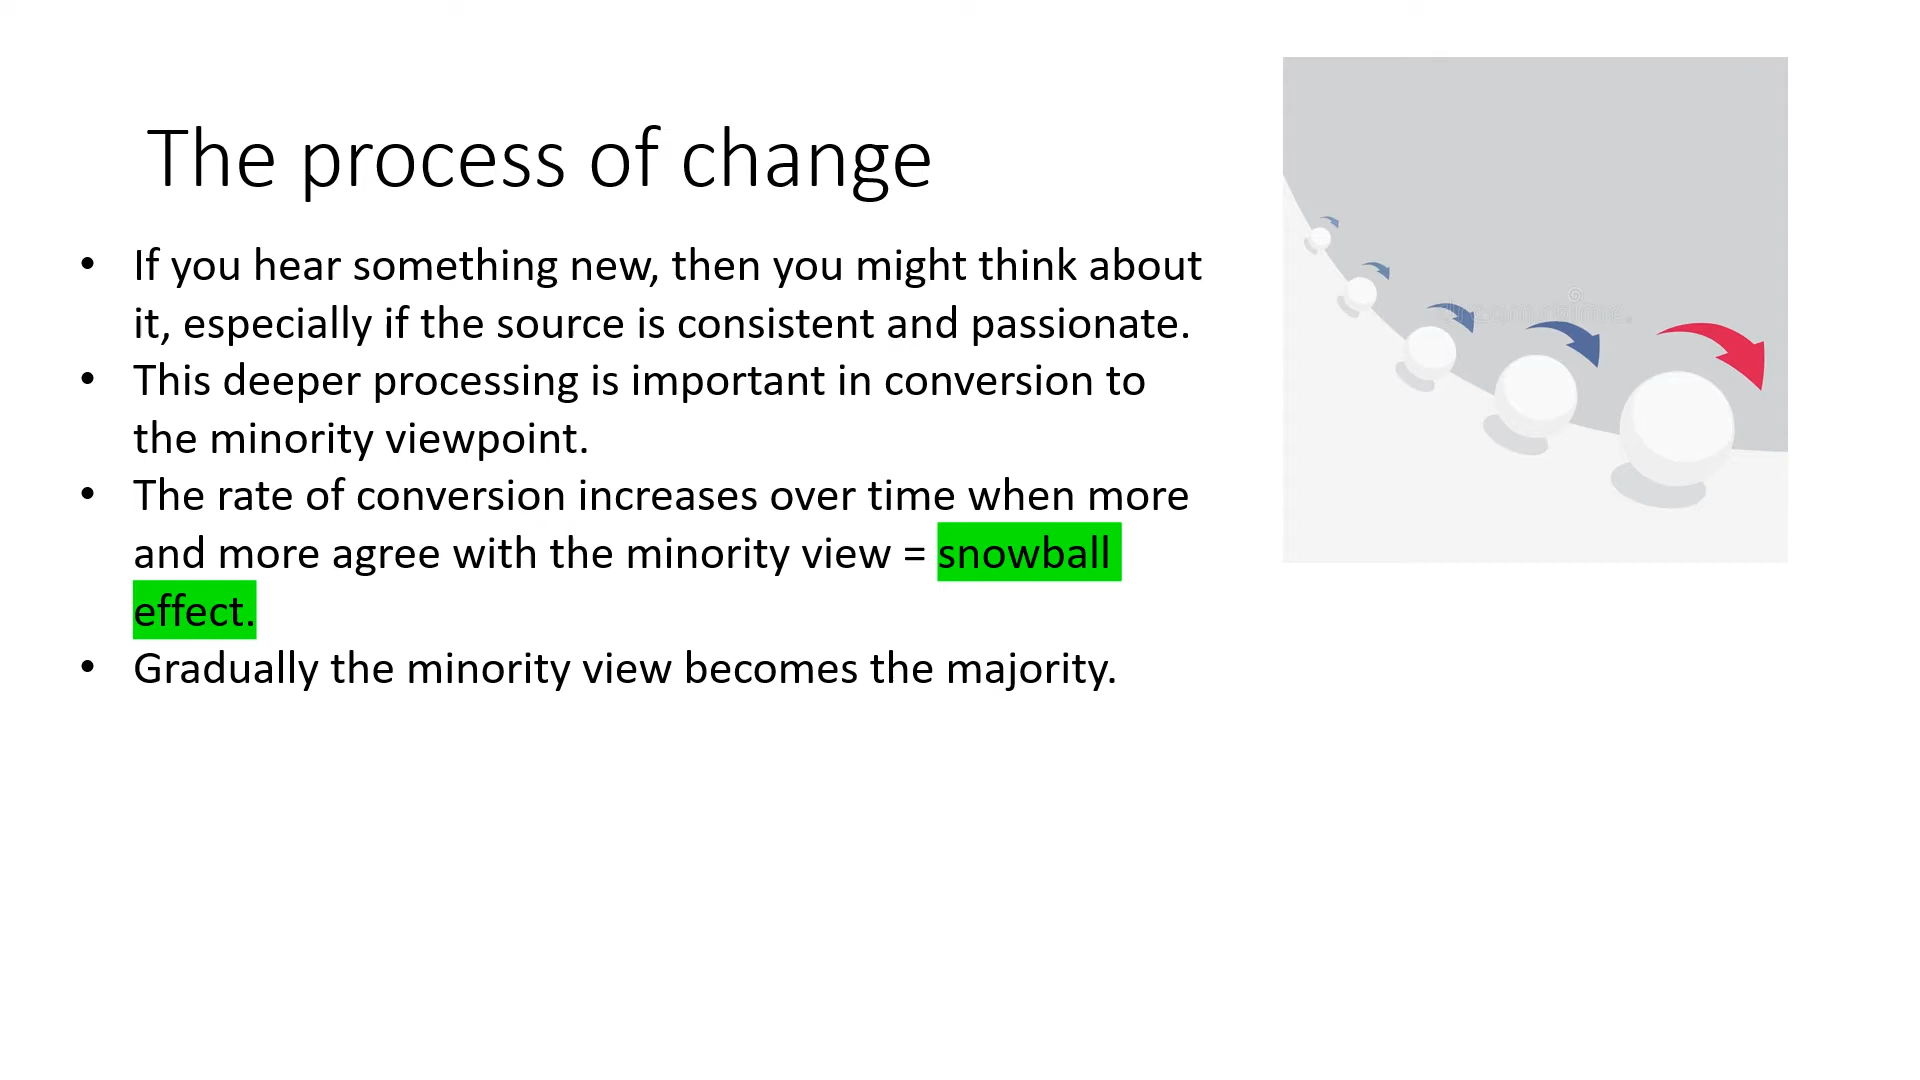 The process of change
• If you hear something new, then you might think about
it, especially if the source is consistent and passionate.
• This deeper processing is important in conversion to
the minority viewpoint.
• The rate of conversion increases over time when more
and more agree with the minority view = snowball
effect.
• Gradually the minority view becomes the majority.